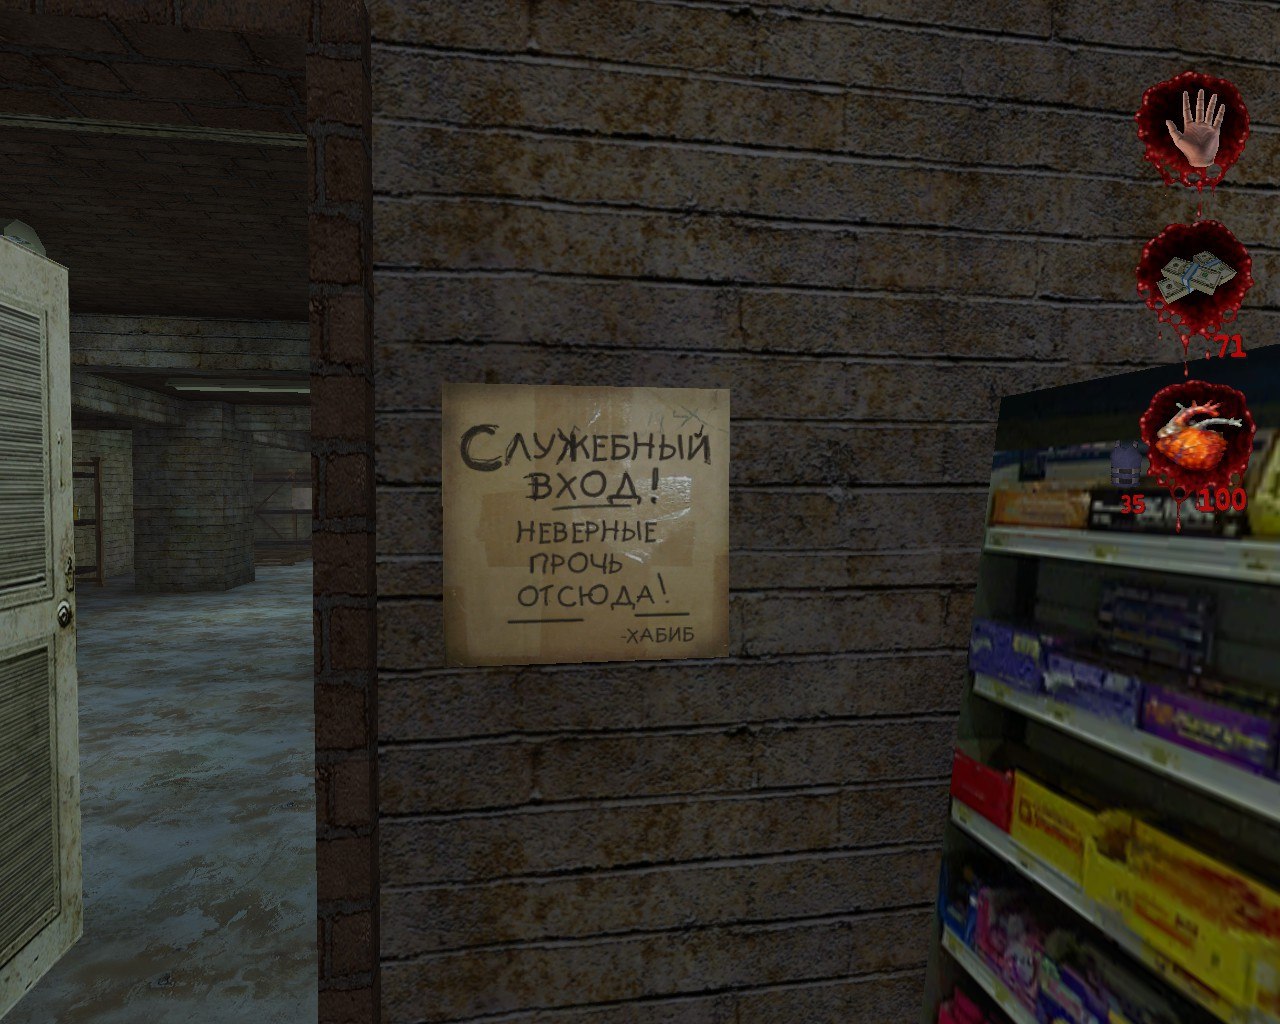 СЛУЖЕБНЫЙ
ВХОД!
НЕВЕРНЫЕ
ПРОЧЬ
ОТСЮДА!
-ХАБИБ
71
35
100